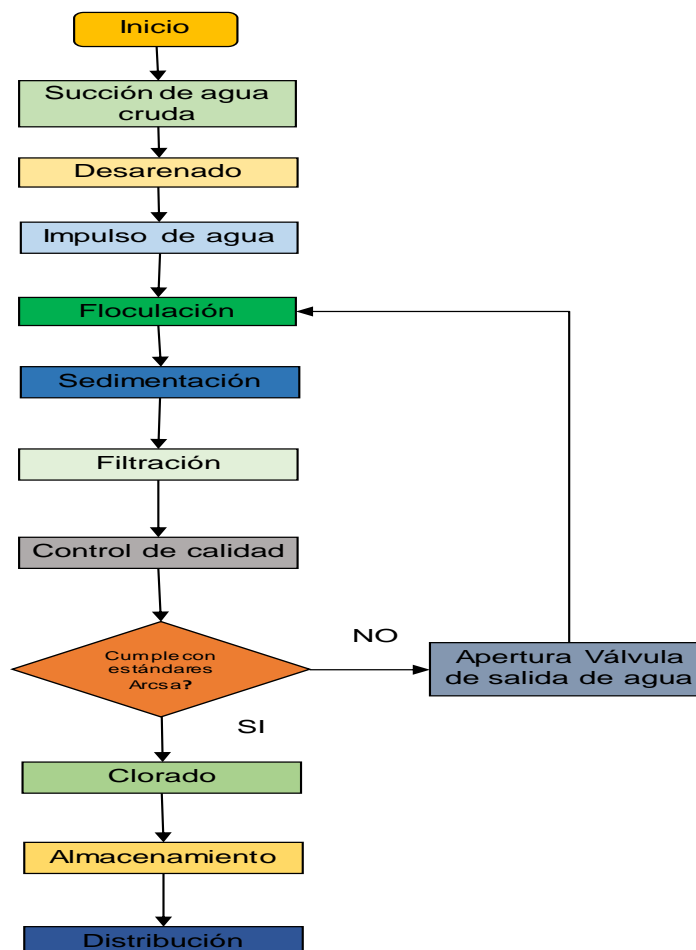 Inicio
Succión de agua
cruda
Desarenado
Impulso de agua
Floculación
Sedimentación
Filtración
Control de calidad
Cumple con
estándares
Arcsa?
NO
Apertura Válvula
de salida de agua
SI
Clorado
Almacenamiento
Distribución